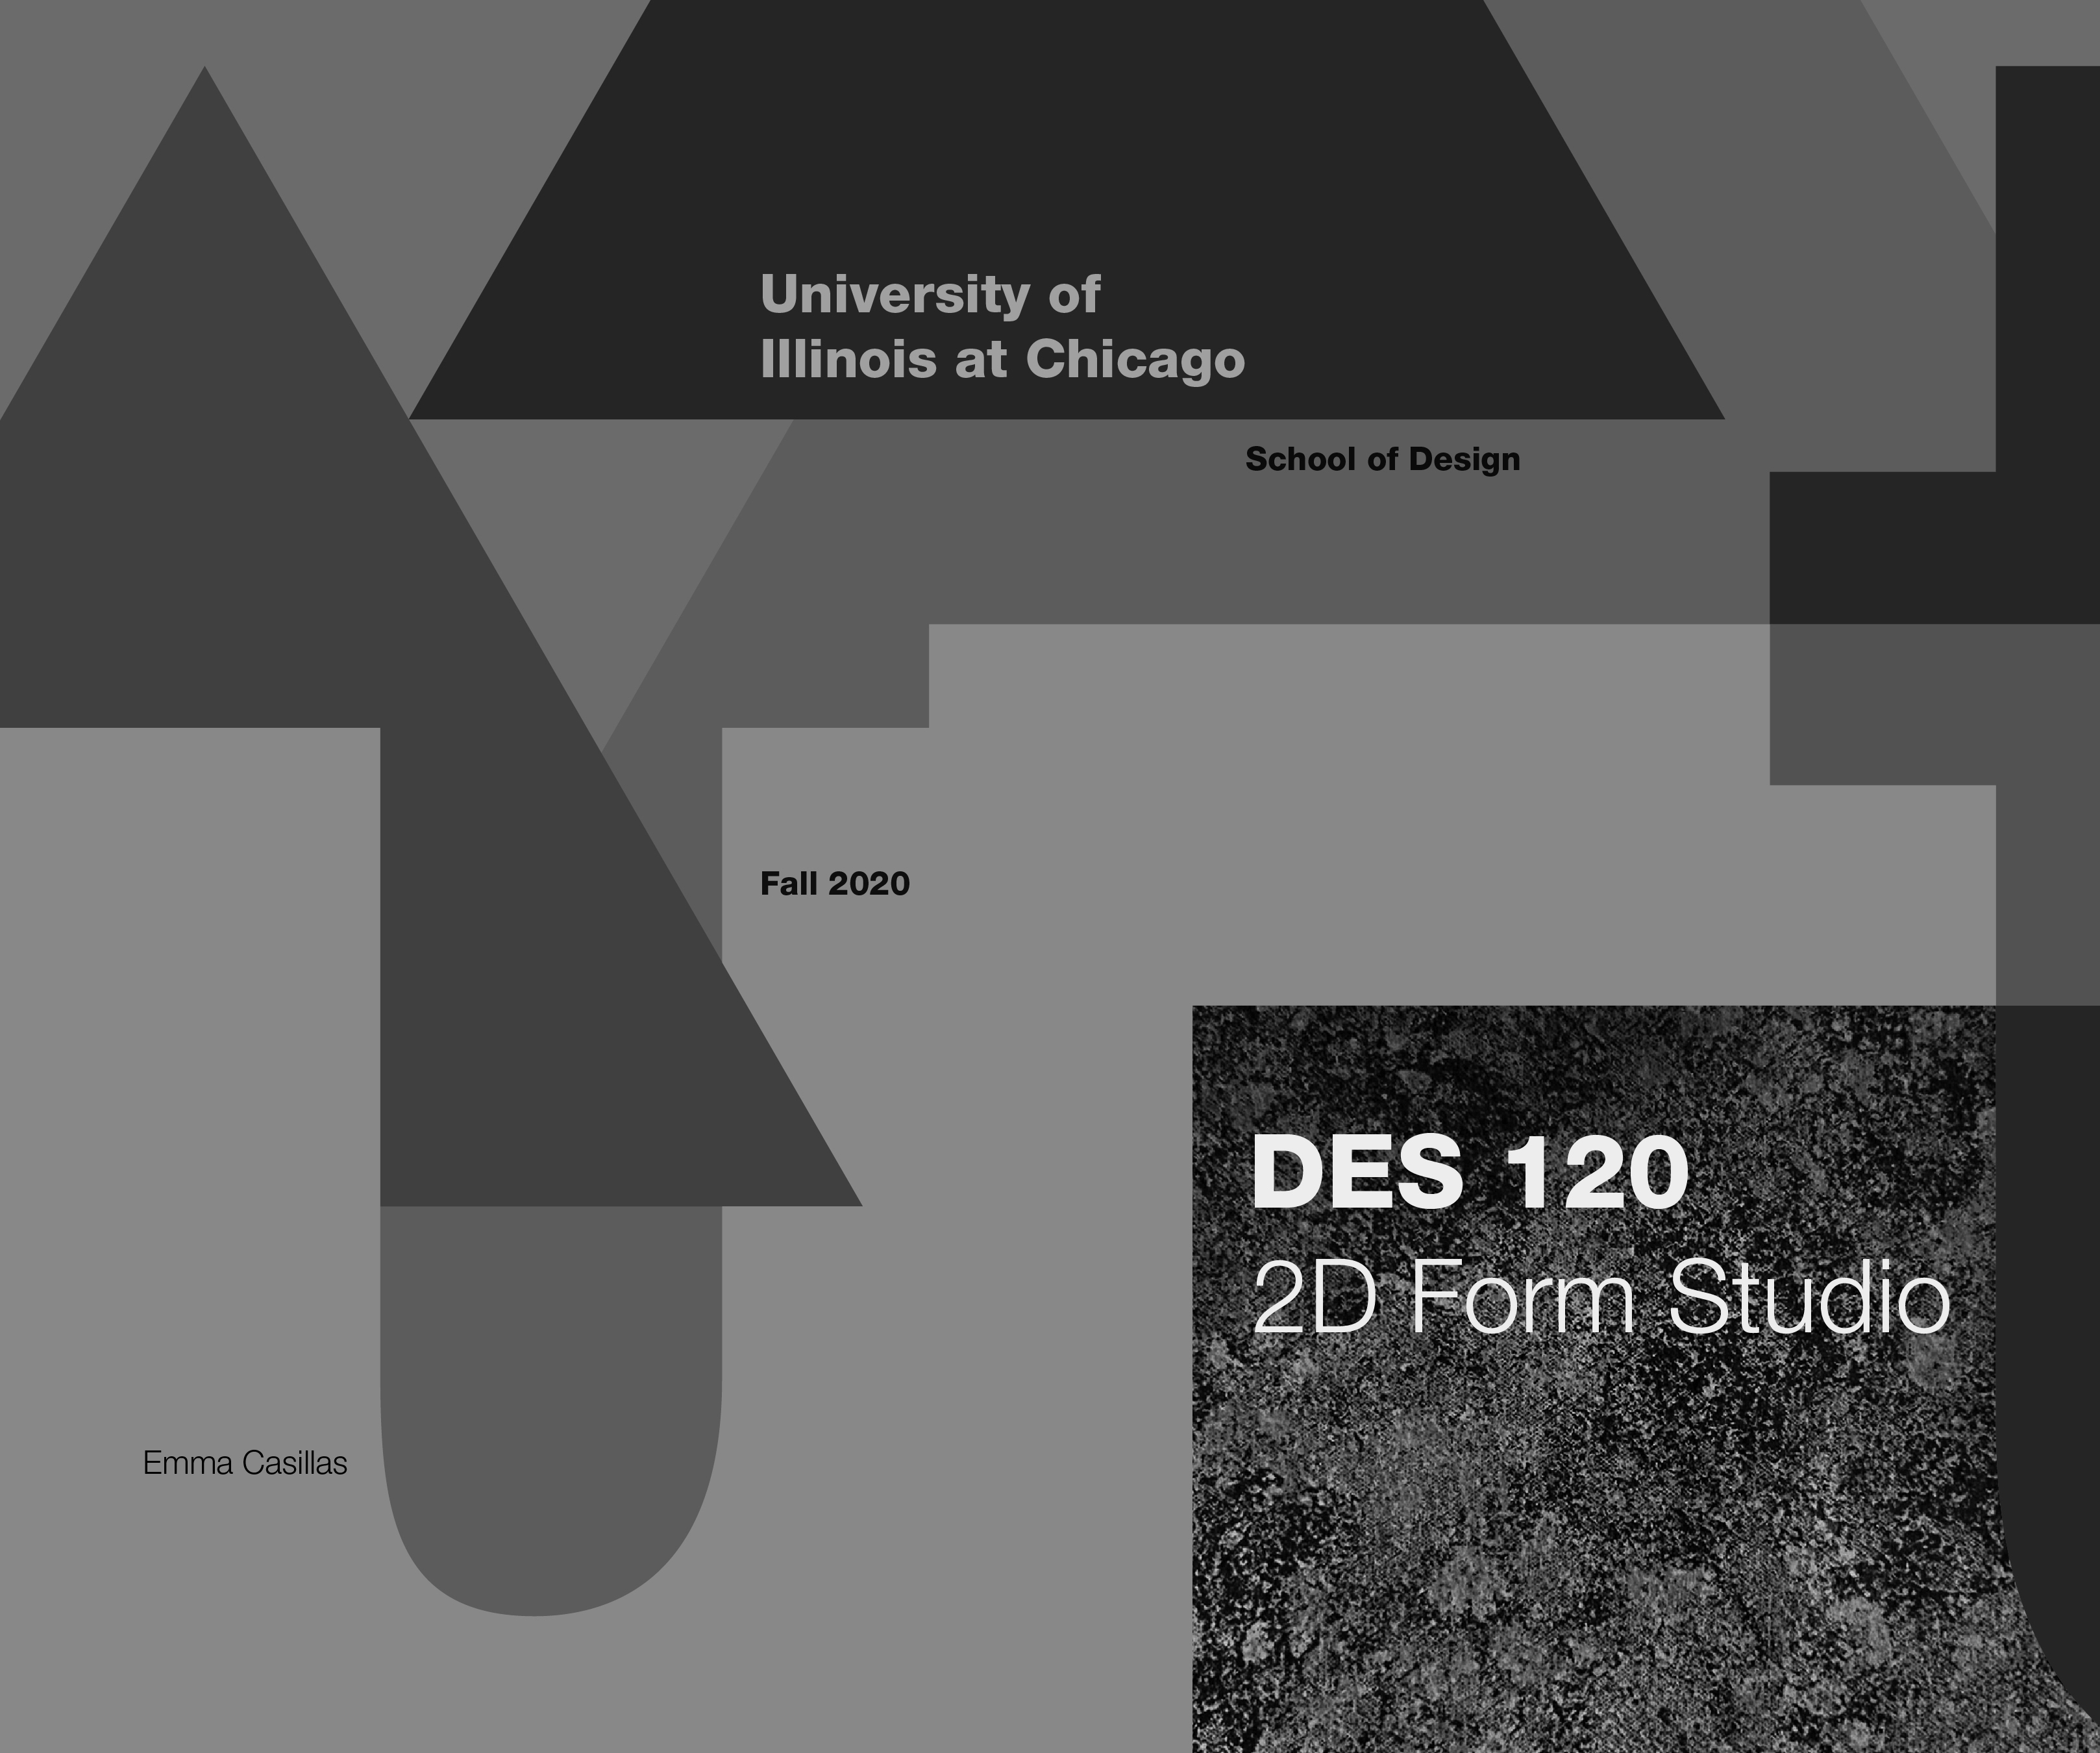 University of
Illinois at Chicago
School of Design
Fall 2020
DES 120
2D Form Studio
Emma Casillas